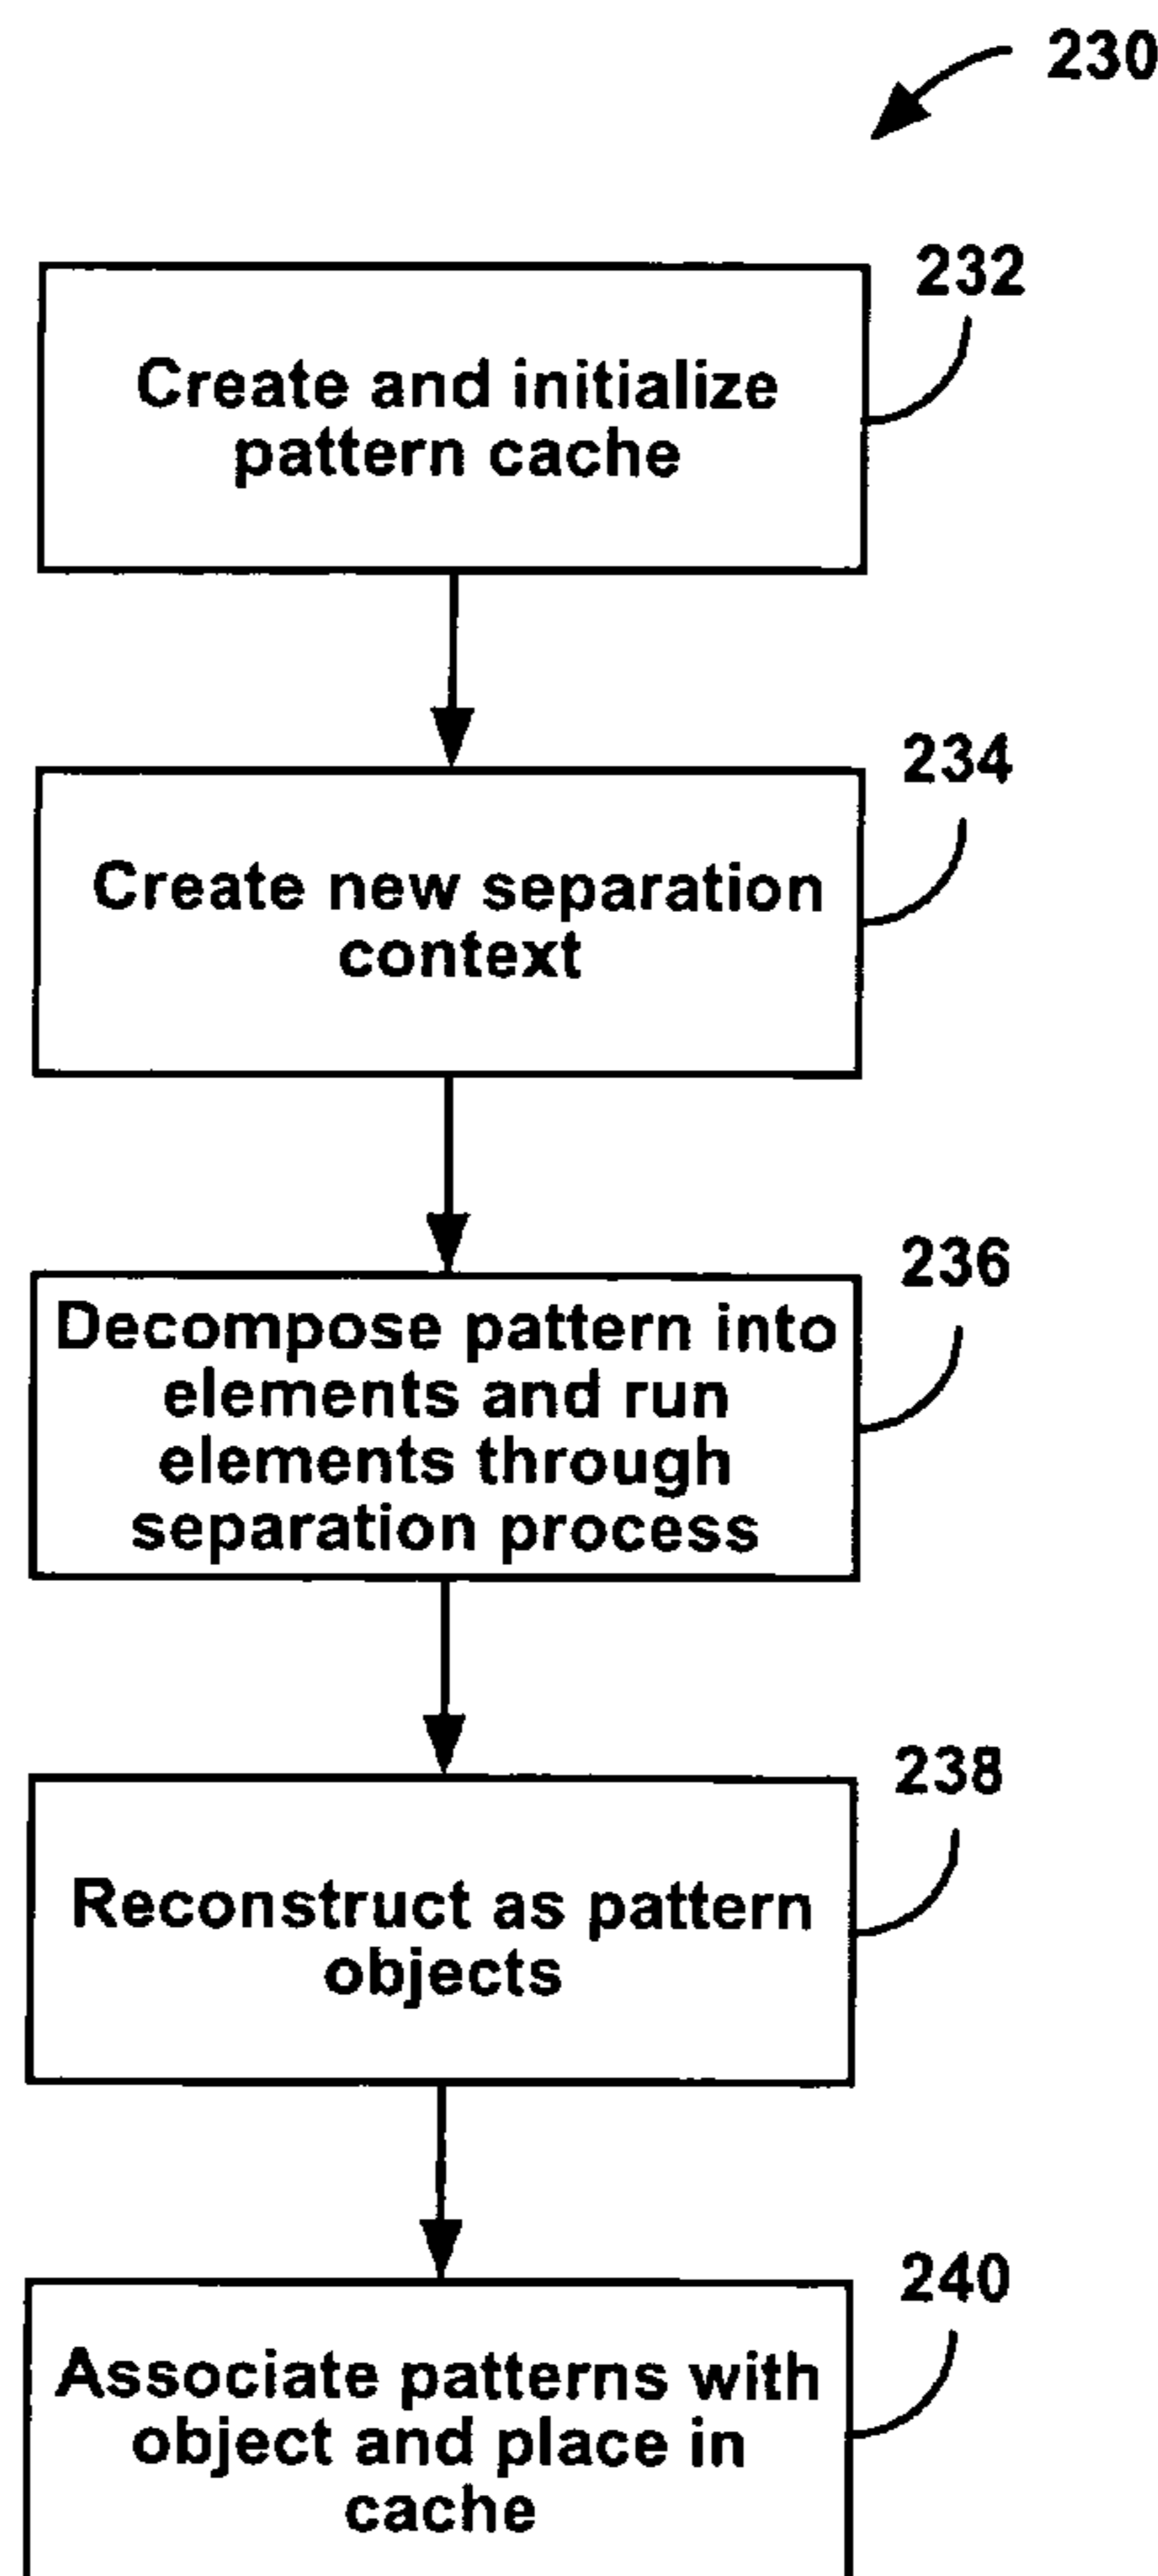 230
232
Create and initialize
pattern cache
234
Create new separation
context
236
Decompose pattern into
elements and run
elements through
separation process
238
Reconstruct as pattern
objects
240
Associate patterns with
object and place in
cache